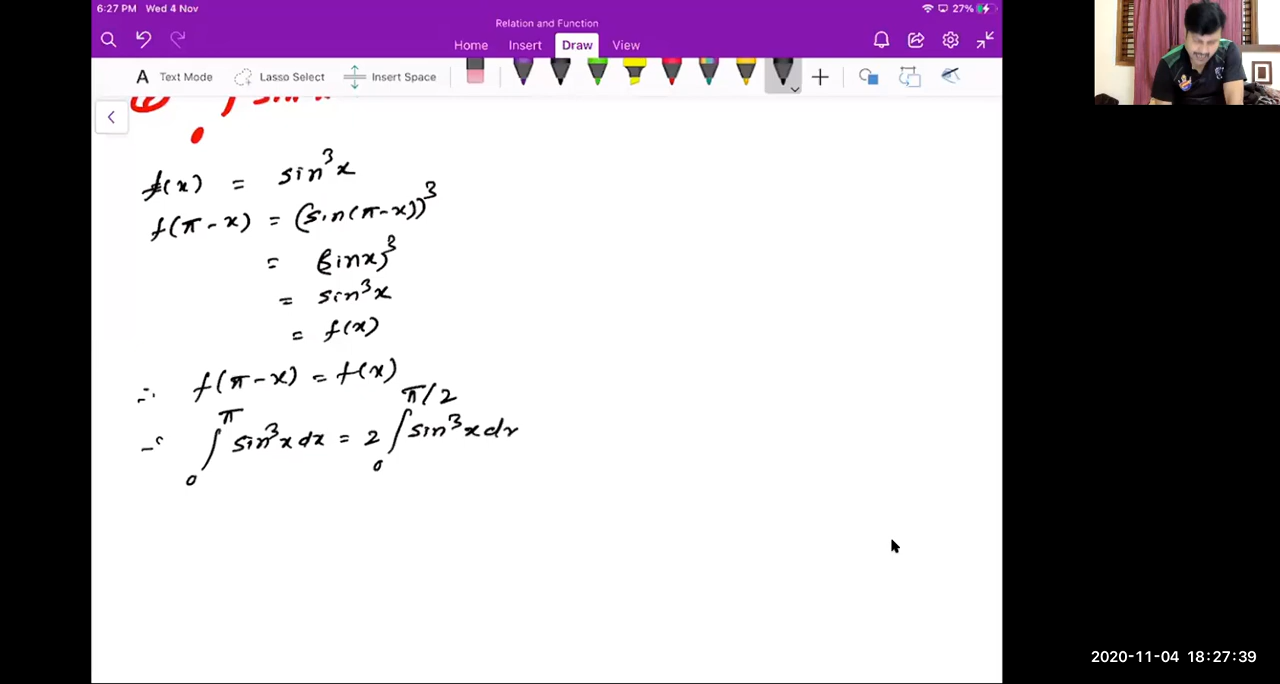 6:27 PM Wed 4 Nov
27%
Relation and Function
Home Insert Draw View
A Text Mode Lasso Select Insert Space
f(x) = sin³x
f(π-x) = (sin(π-x))³
= (sinx)³
= sin³x
= f(x)
∴ f(π-x) = f(x)
∴ ∫₀^π sin³x dx = 2 ∫₀^π/2 sin³x dx
2020-11-04 18:27:39